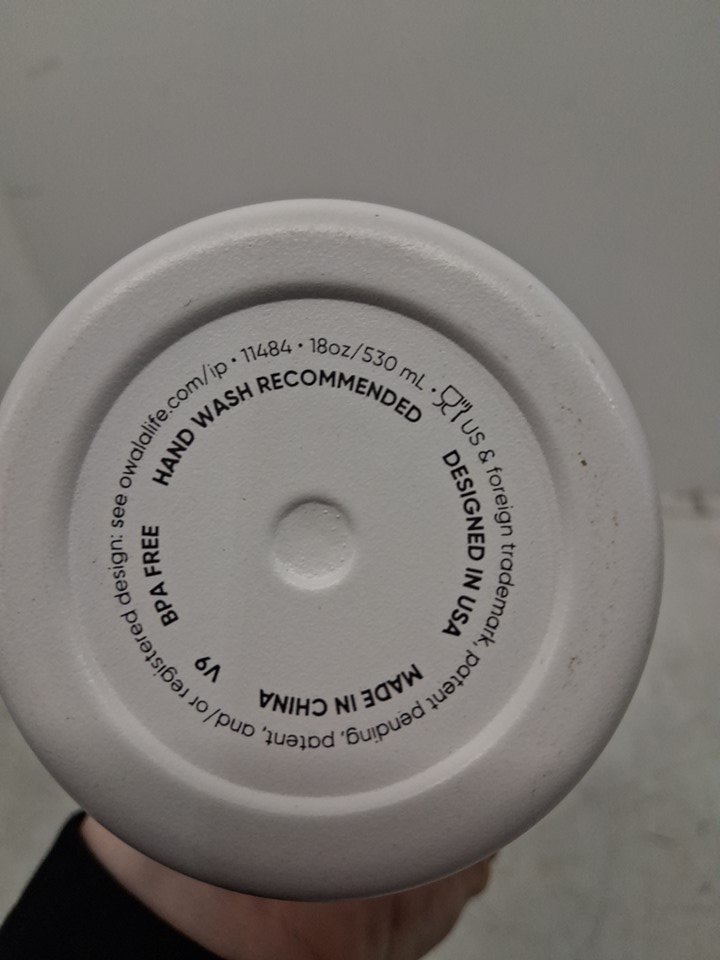 US & foreign trademark, patent pending, patent, and/or registered design: see owalalife.com/ip • 11484 • 18oz/530 mL •
HAND WASH RECOMMENDED
DESIGNED IN USA
MADE IN CHINA
V9
BPA FREE